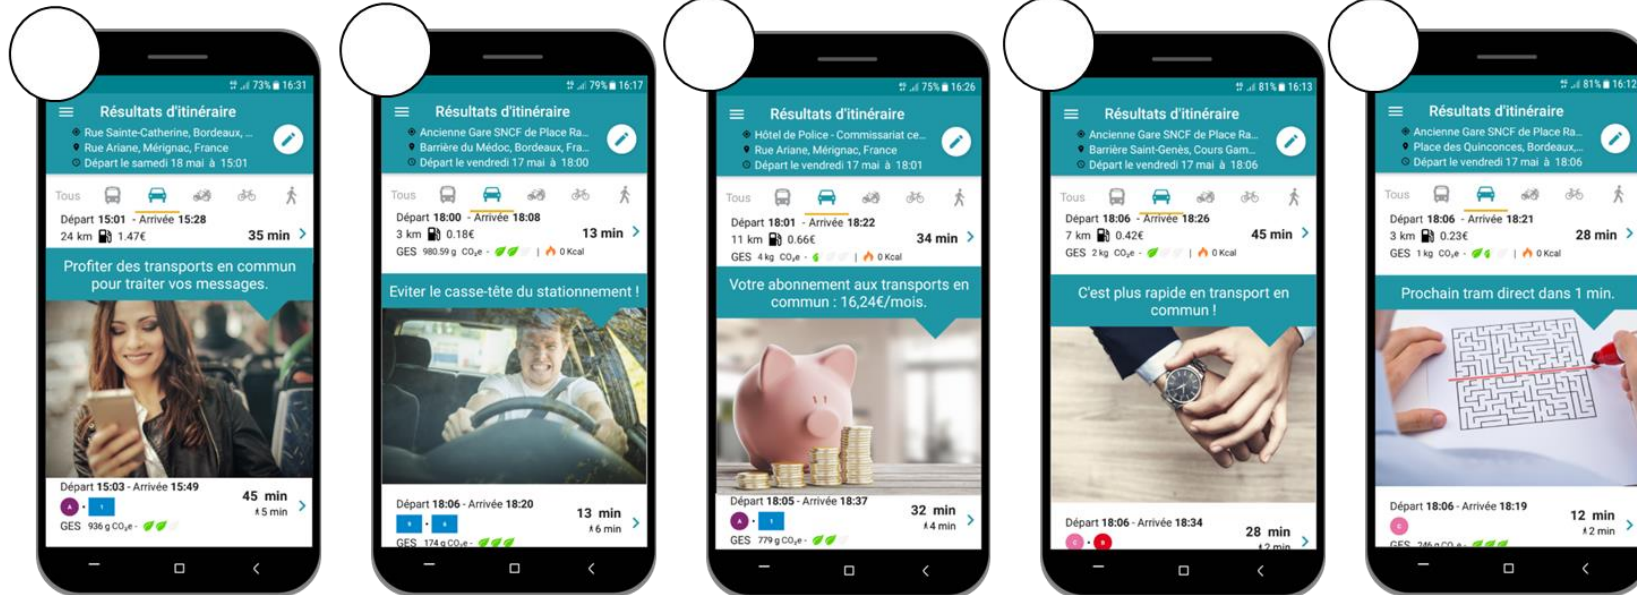 73% 16:31
Résultats d'itinéraire
Rue Sainte-Catherine, Bordeaux, ...
Rue Ariane, Mérignac, France
Départ le samedi 18 mai à 15:01
Tous
Départ 15:01 - Arrivée 15:28
24 km 1.47€
35 min >
Profiter des transports en commun
pour traiter vos messages.
Départ 15:03 - Arrivée 15:49
45 min >
A · 1
5 min
GES 936 g CO₂e -
79% 16:17
Résultats d'itinéraire
Ancienne Gare SNCF de Place Ra...
Barrière du Médoc, Bordeaux, Fra...
Départ le vendredi 17 mai à 18:00
Tous
Départ 18:00 - Arrivée 18:08
3 km 0.18€
13 min >
GES 980.59 g CO₂e - | 0 Kcal
Eviter le casse-tête du stationnement !
Départ 18:06 - Arrivée 18:20
13 min >
6 min
GES 174 g CO₂e -
75% 16:26
Résultats d'itinéraire
Hôtel de Police - Commissariat ce...
Rue Ariane, Mérignac, France
Départ le vendredi 17 mai à 18:01
Tous
Départ 18:01 - Arrivée 18:22
11 km 0.66€
34 min >
GES 4 kg CO₂e - | 0 Kcal
Votre abonnement aux transports en
commun : 16,24€/mois.
Départ 18:05 - Arrivée 18:37
32 min >
A · 1
4 min
GES 779 g CO₂e -
81% 16:13
Résultats d'itinéraire
Ancienne Gare SNCF de Place Ra...
Barrière Saint-Genès, Cours Gam...
Départ le vendredi 17 mai à 18:06
Tous
Départ 18:06 - Arrivée 18:26
7 km 0.42€
45 min >
GES 2 kg CO₂e - | 0 Kcal
C'est plus rapide en transport en
commun !
Départ 18:06 - Arrivée 18:34
28 min >
C · B
2 min
81% 16:12
Résultats d'itinéraire
Ancienne Gare SNCF de Place Ra...
Place des Quinconces, Bordeaux,...
Départ le vendredi 17 mai à 18:06
Tous
Départ 18:06 - Arrivée 18:21
3 km 0.23€
28 min >
GES 1 kg CO₂e - | 0 Kcal
Prochain tram direct dans 1 min.
Départ 18:06 - Arrivée 18:19
12 min >
C
2 min
GES 246 g CO₂e -